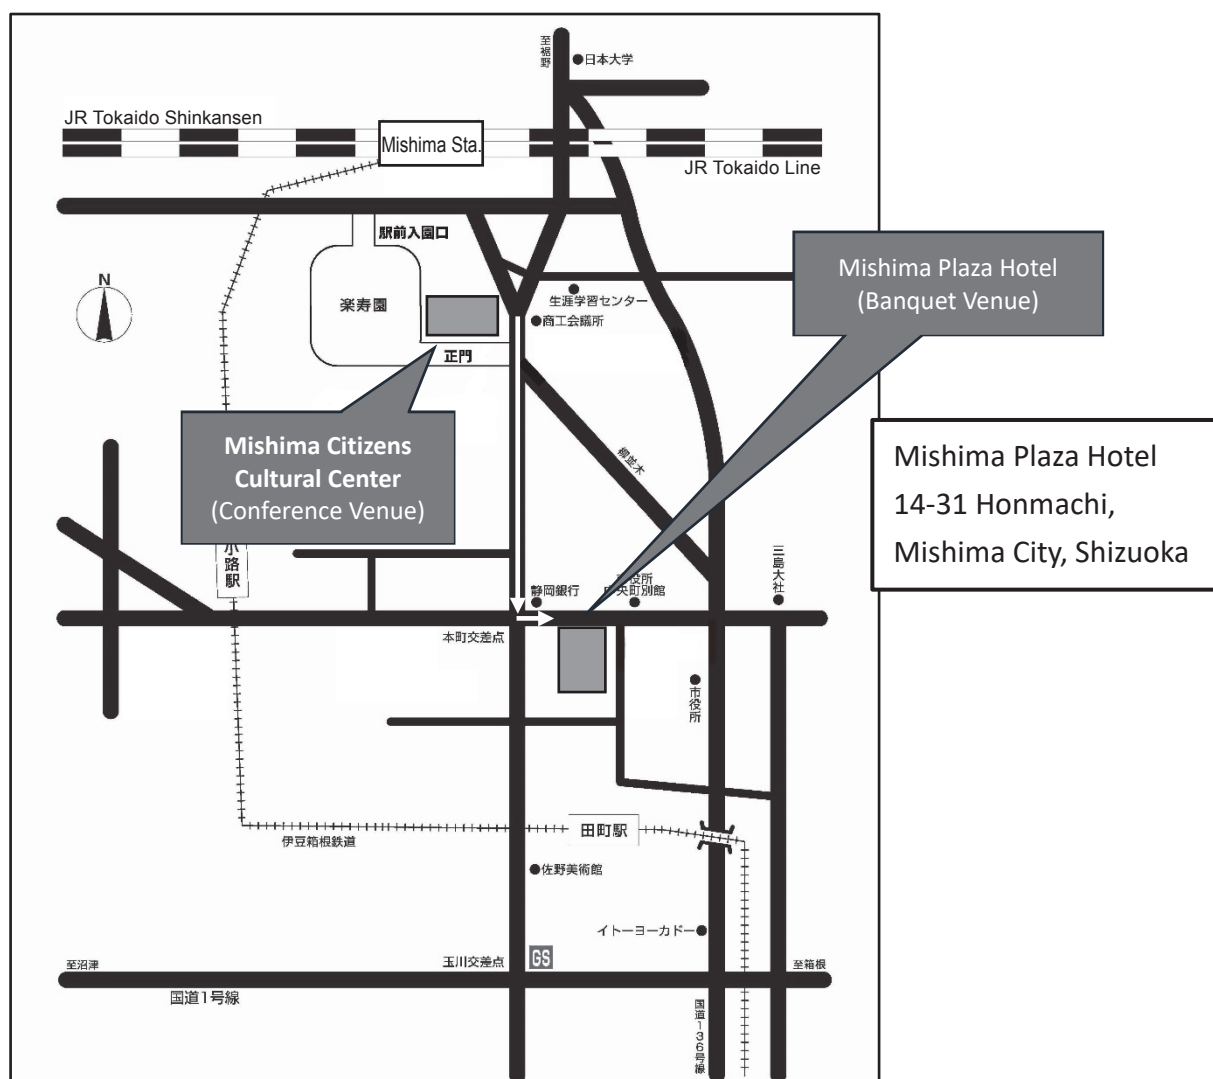 至裾野
日本大学
JR Tokaido Shinkansen
Mishima Sta.
JR Tokaido Line
駅前入園口
N
楽寿園
生涯学習センター
商工会議所
正門
Mishima Plaza Hotel
(Banquet Venue)
Mishima Citizens
Cultural Center
(Conference Venue)
柳並木
Mishima Plaza Hotel
14-31 Honmachi,
Mishima City, Shizuoka
小路駅
静岡銀行
役所
中央町別館
三島大社
本町交差点
市役所
伊豆箱根鉄道
田町駅
佐野美術館
イトーヨーカドー
至沼津
玉川交差点
GS
至箱根
国道1号線
国道136号線